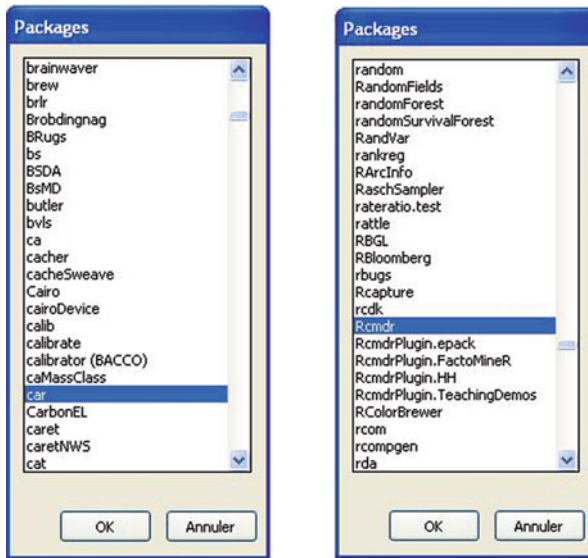 Packages
brainwaver
brew
brlr
Brobdingnag
BRugs
bs
BSDA
BsMD
butler
bvls
ca
cacher
cacheSweave
Cairo
cairoDevice
calib
calibrate
calibrator (BACCO)
caMassClass
car
CarbonEL
caret
caretNWS
cat
OK
Annuler
Packages
random
RandomFields
randomForest
randomSurvivalForest
RandVar
rankreg
RArcInfo
RaschSampler
rateratio.test
rattle
RBGL
RBloomberg
rbugs
Rcapture
rcdk
Rcmdr
RcmdrPlugin.epack
RcmdrPlugin.FactoMineR
RcmdrPlugin.HH
RcmdrPlugin.TeachingDemos
RColorBrewer
rcom
rcompgen
rda
OK
Annuler